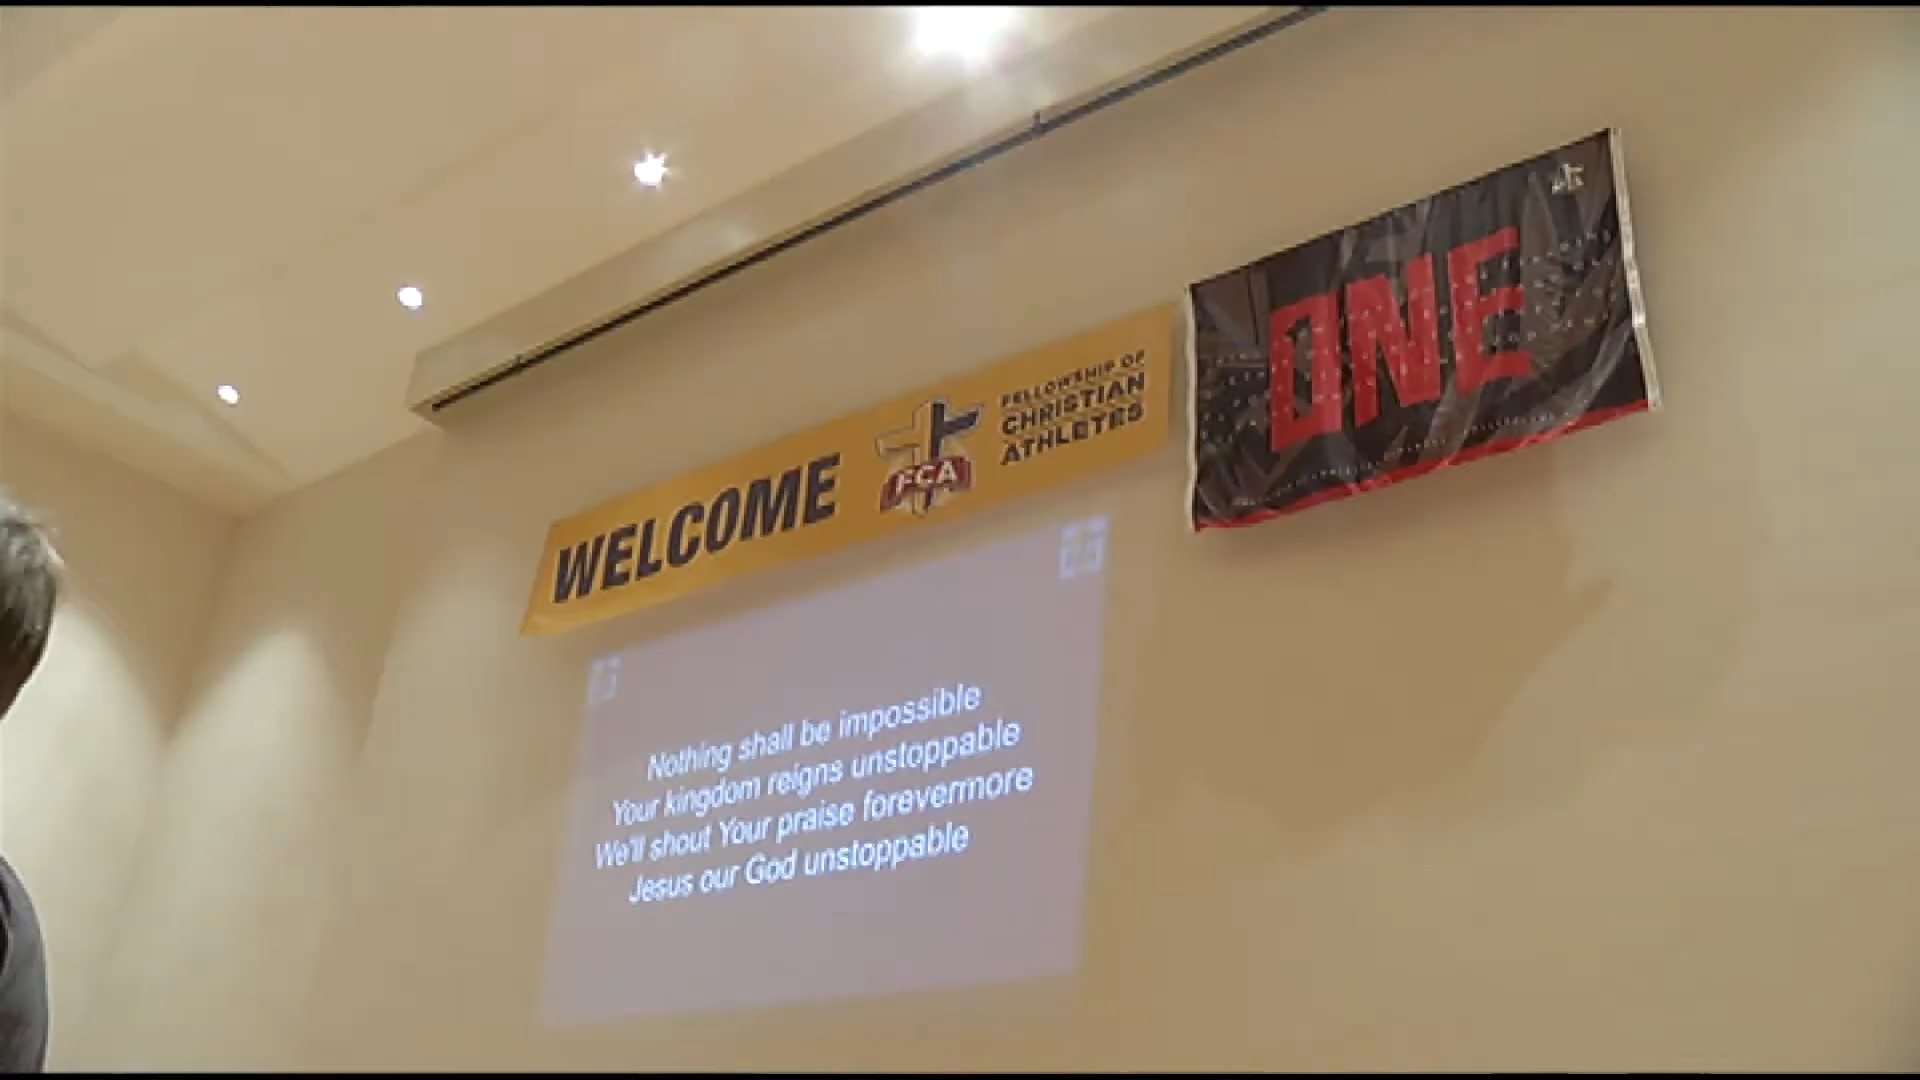 WELCOME
FCA
FELLOWSHIP OF
CHRISTIAN
ATHLETES
ONE
Nothing shall be impossible
Your kingdom reigns unstoppable
We'll shout Your praise forevermore
Jesus our God unstoppable